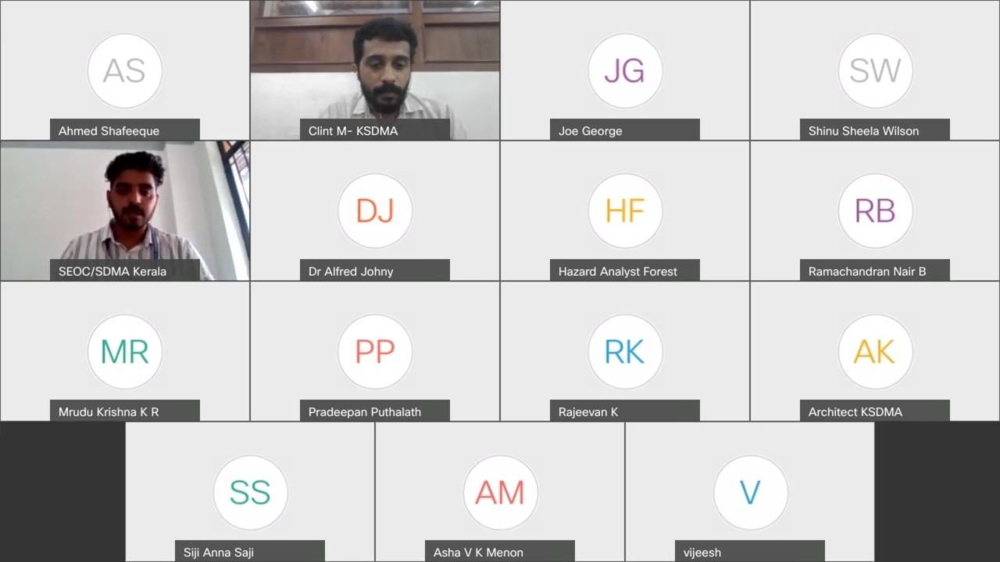 AS
Ahmed Shafeeque
Clint M- KSDMA
JG
Joe George
SW
Shinu Sheela Wilson
SEOC/SDMA Kerala
DJ
Dr Alfred Johny
HF
Hazard Analyst Forest
RB
Ramachandran Nair B
MR
Mrudu Krishna K R
PP
Pradeepan Puthalath
RK
Rajeevan K
AK
Architect KSDMA
SS
Siji Anna Saji
AM
Asha V K Menon
V
vijeesh